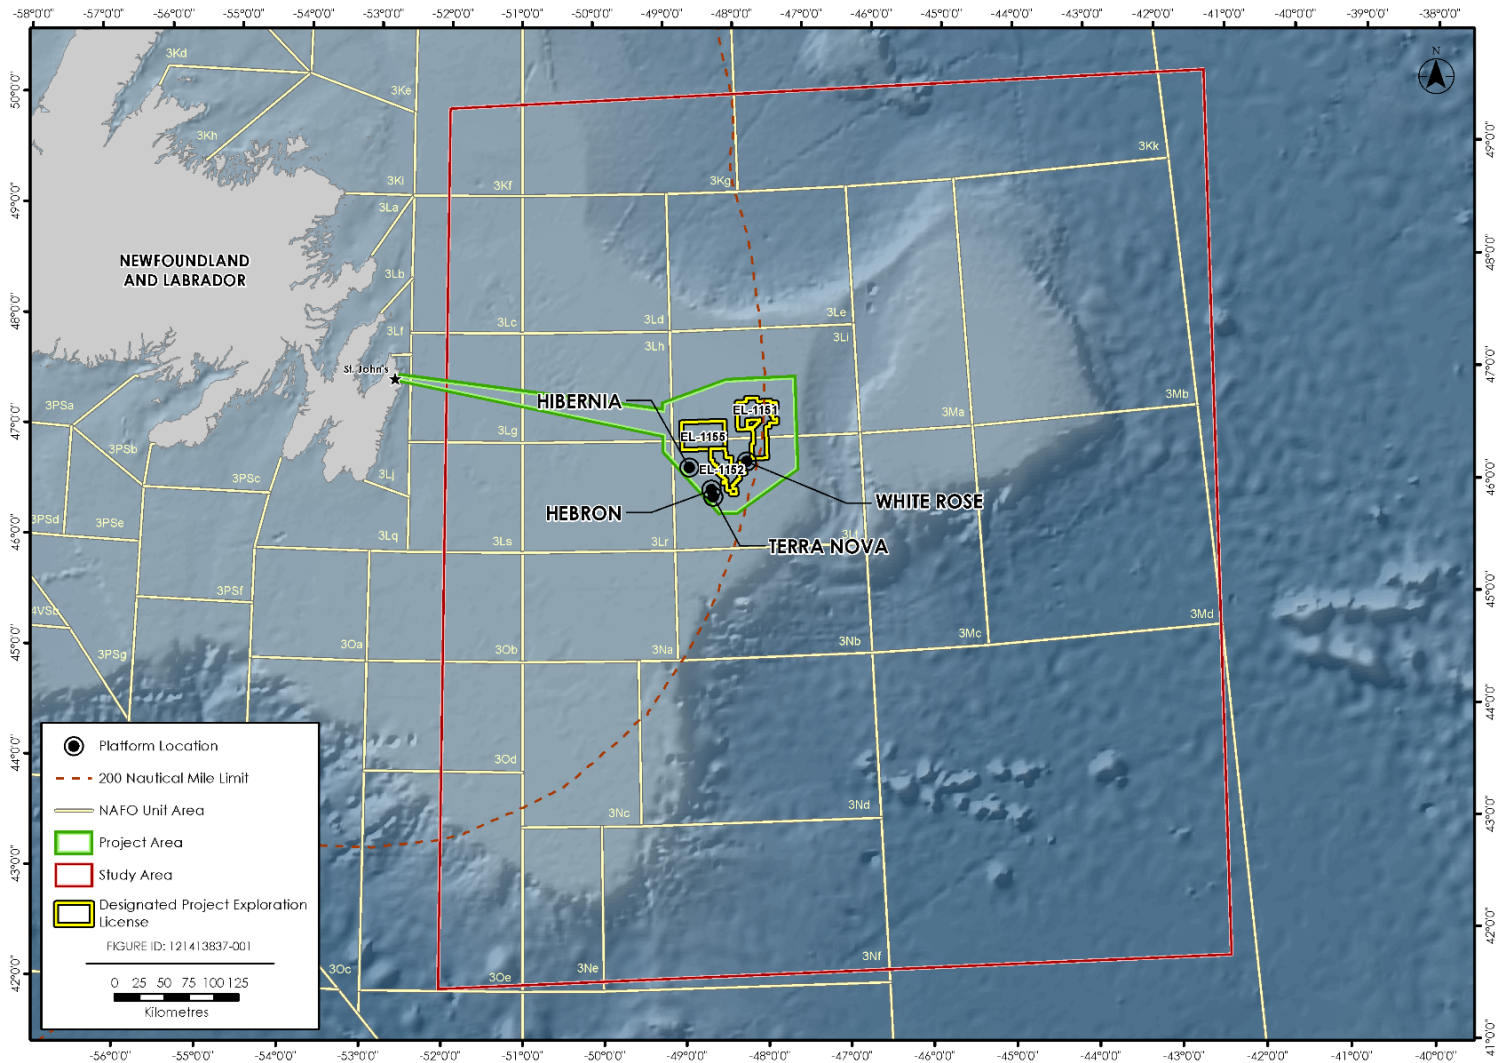 -58°0'0" -57°0'0" -56°0'0" -55°0'0" -54°0'0" -53°0'0" -52°0'0" -51°0'0" -50°0'0" -49°0'0" -48°0'0" -47°0'0" -46°0'0" -45°0'0" -44°0'0" -43°0'0" -42°0'0" -41°0'0" -40°0'0" -39°0'0" -38°0'0"
N
3Kd
50°0'0"
3Ke
3Kh
49°0'0"
3Kk
3Ki 3Kf 3Kg
49°0'0"
3La
NEWFOUNDLAND
AND LABRADOR
48°0'0"
3Lb
48°0'0"
3Lf 3Lc 3Ld 3Le
3Lh 3Li
St. John's
47°0'0"
HIBERNIA
EL-1151
3PSa
3Ma 3Mb
47°0'0"
3Lg
EL-1155
3PSb
EL-1152
3PSc 3Lj
46°0'0"
WHITE ROSE
HEBRON
3PSd 3PSe
46°0'0"
3Lq 3Ls 3Lr
TERRA NOVA
45°0'0"
3PSf
4VSb
3Md
3Mc
3Oa 3Ob 3Na 3Nb
45°0'0"
3PSg
44°0'0"
Platform Location
3Od
44°0'0"
200 Nautical Mile Limit
NAFO Unit Area
3Nc 3Nd
43°0'0"
Project Area
43°0'0"
Study Area
Designated Project Exploration
License
42°0'0"
FIGURE ID: 121413837-001
3Oc 3Oe 3Ne 3Nf
42°0'0"
0 25 50 75 100 125
Kilometres
41°0'0"
-56°0'0" -55°0'0" -54°0'0" -53°0'0" -52°0'0" -51°0'0" -50°0'0" -49°0'0" -48°0'0" -47°0'0" -46°0'0" -45°0'0" -44°0'0" -43°0'0" -42°0'0"